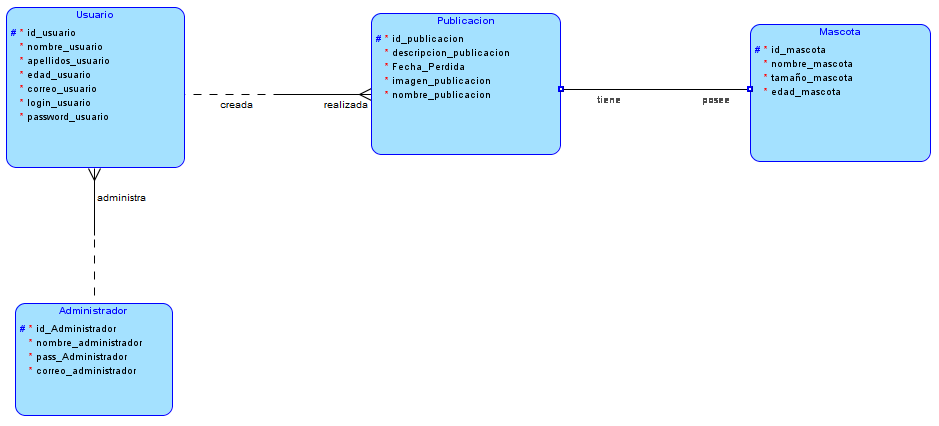 Usuario
# * id_usuario
* nombre_usuario
* apellidos_usuario
* edad_usuario
* correo_usuario
* login_usuario
* password_usuario
creada
realizada
Publicacion
# * id_publicacion
* descripcion_publicacion
* Fecha_Perdida
* imagen_publicacion
* nombre_publicacion
tiene
posee
Mascota
# * id_mascota
* nombre_mascota
* tamaño_mascota
* edad_mascota
administra
Administrador
# * id_Administrador
* nombre_administrador
* pass_Administrador
* correo_administrador